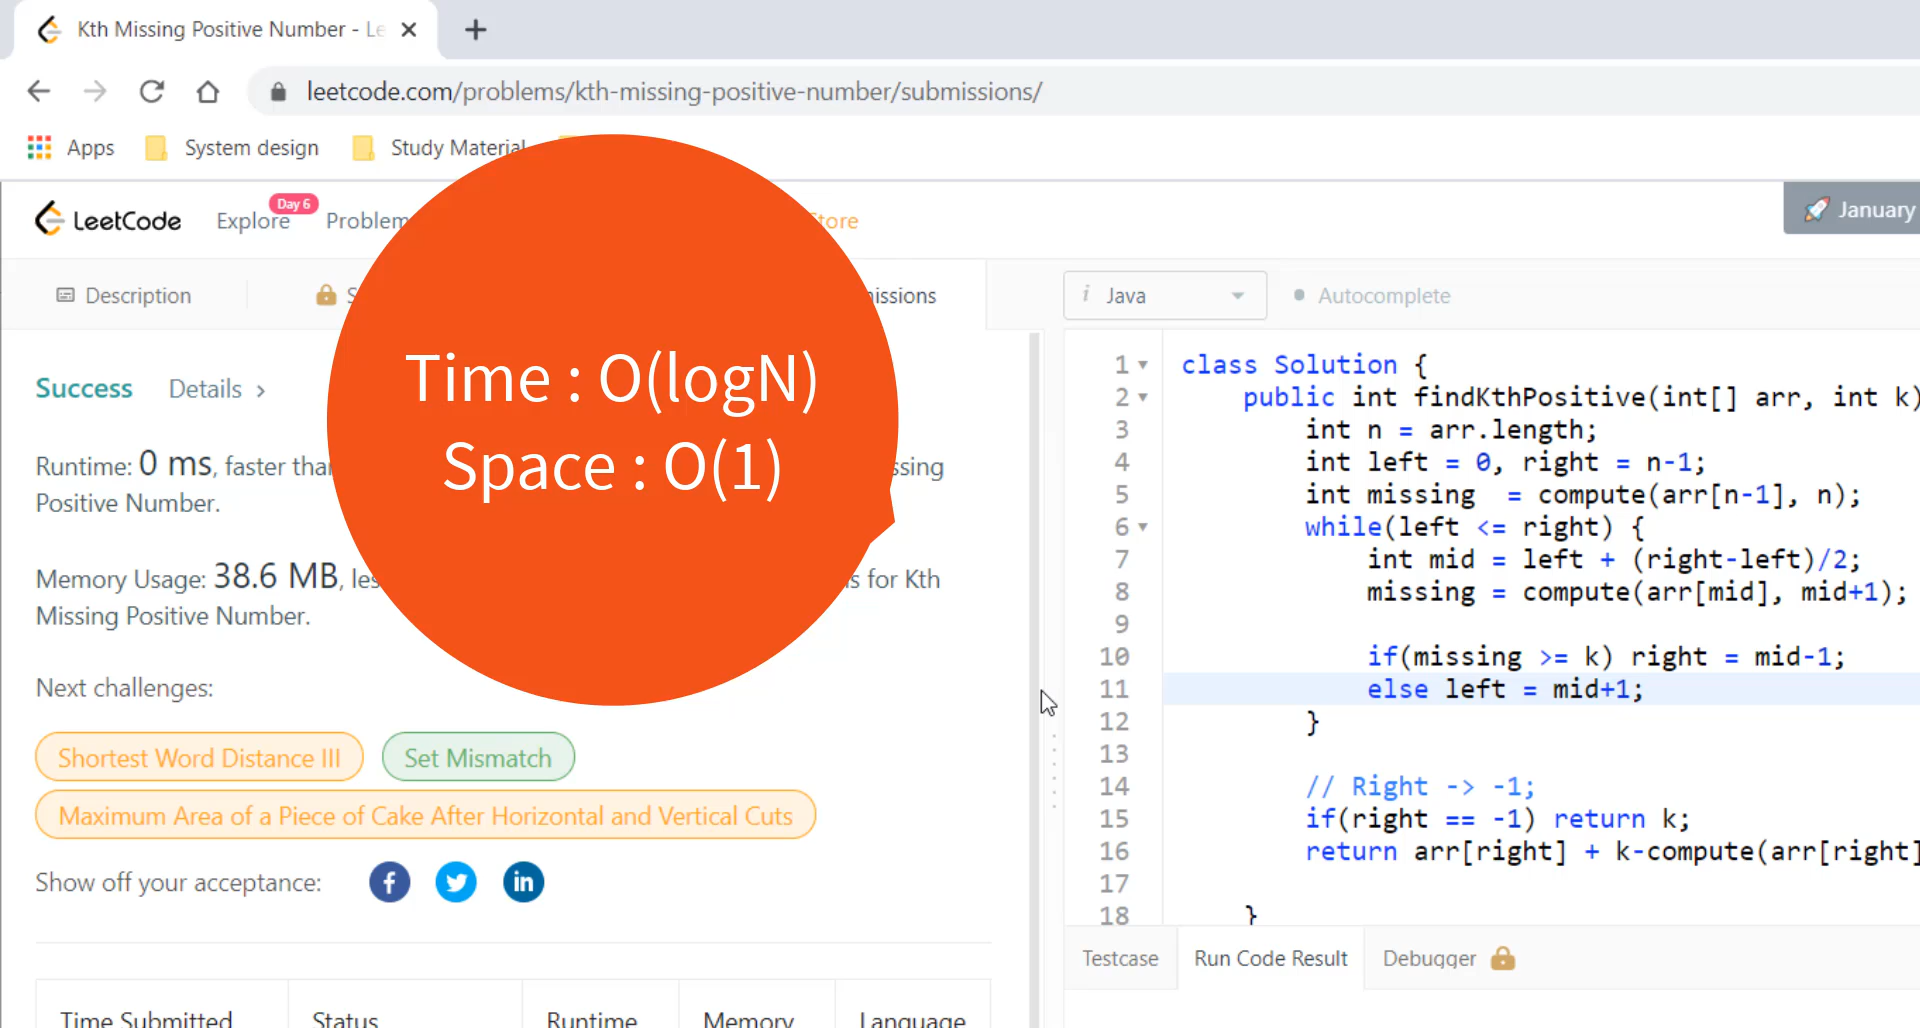 Kth Missing Positive Number - Le
leetcode.com/problems/kth-missing-positive-number/submissions/
Apps
System design
Study Material
LeetCode
Explore
Day 6
Problem
Store
January
Description
Java
Autocomplete
Time : O(logN)
Space : O(1)
Success
Details
Runtime: 0 ms, faster than
Positive Number.
Memory Usage: 38.6 MB, les
s for Kth
Missing Positive Number.
Next challenges:
Shortest Word Distance III
Set Mismatch
Maximum Area of a Piece of Cake After Horizontal and Vertical Cuts
Show off your acceptance:
Time Submitted
Status
Runtime
Memory
Language
1 class Solution {
2 public int findKthPositive(int[] arr, int k)
3 int n = arr.length;
4 int left = 0, right = n-1;
5 int missing  = compute(arr[n-1], n);
6 while(left <= right) {
7 int mid = left + (right-left)/2;
8 missing = compute(arr[mid], mid+1);
9
10 if(missing >= k) right = mid-1;
11 else left = mid+1;
12 }
13
14 // Right -> -1;
15 if(right == -1) return k;
16 return arr[right] + k-compute(arr[right]
17
18 }
Testcase
Run Code Result
Debugger